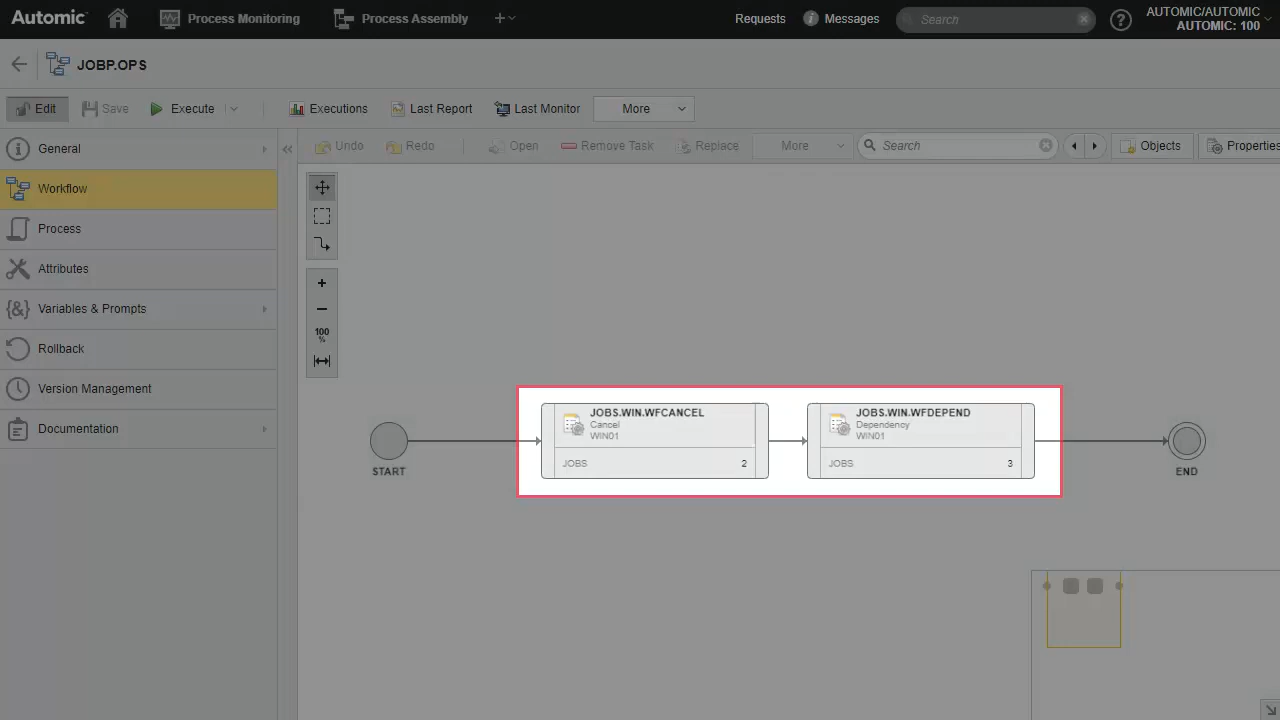 Automic Process Monitoring Process Assembly + Requests Messages Search AUTOMIC/AUTOMIC
AUTOMIC: 100
JOBP.OPS
Edit Save Execute Executions Last Report Last Monitor More
General Undo Redo Open Remove Task Replace More Search Objects Properties
Workflow
Process
Attributes
Variables & Prompts
Rollback
Version Management
Documentation
+
−
100
%
JOBS.WIN.WFCANCEL
Cancel
WIN01
JOBS 2
JOBS.WIN.WFDEPEND
Dependency
WIN01
JOBS 3
START
END